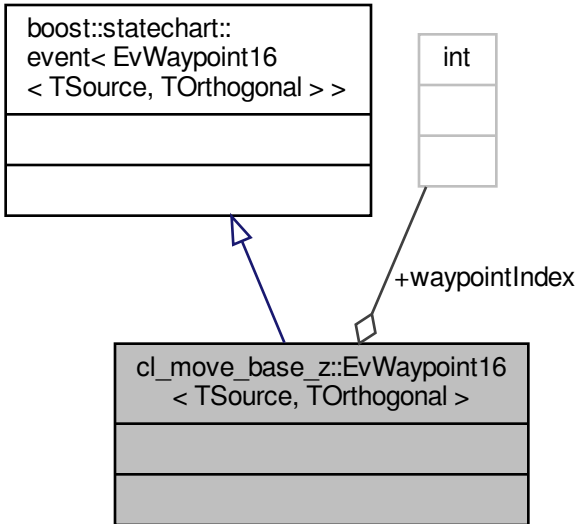 boost::statechart::
event< EvWaypoint16
< TSource, TOrthogonal > >
int
+waypointIndex
cl_move_base_z::EvWaypoint16
< TSource, TOrthogonal >